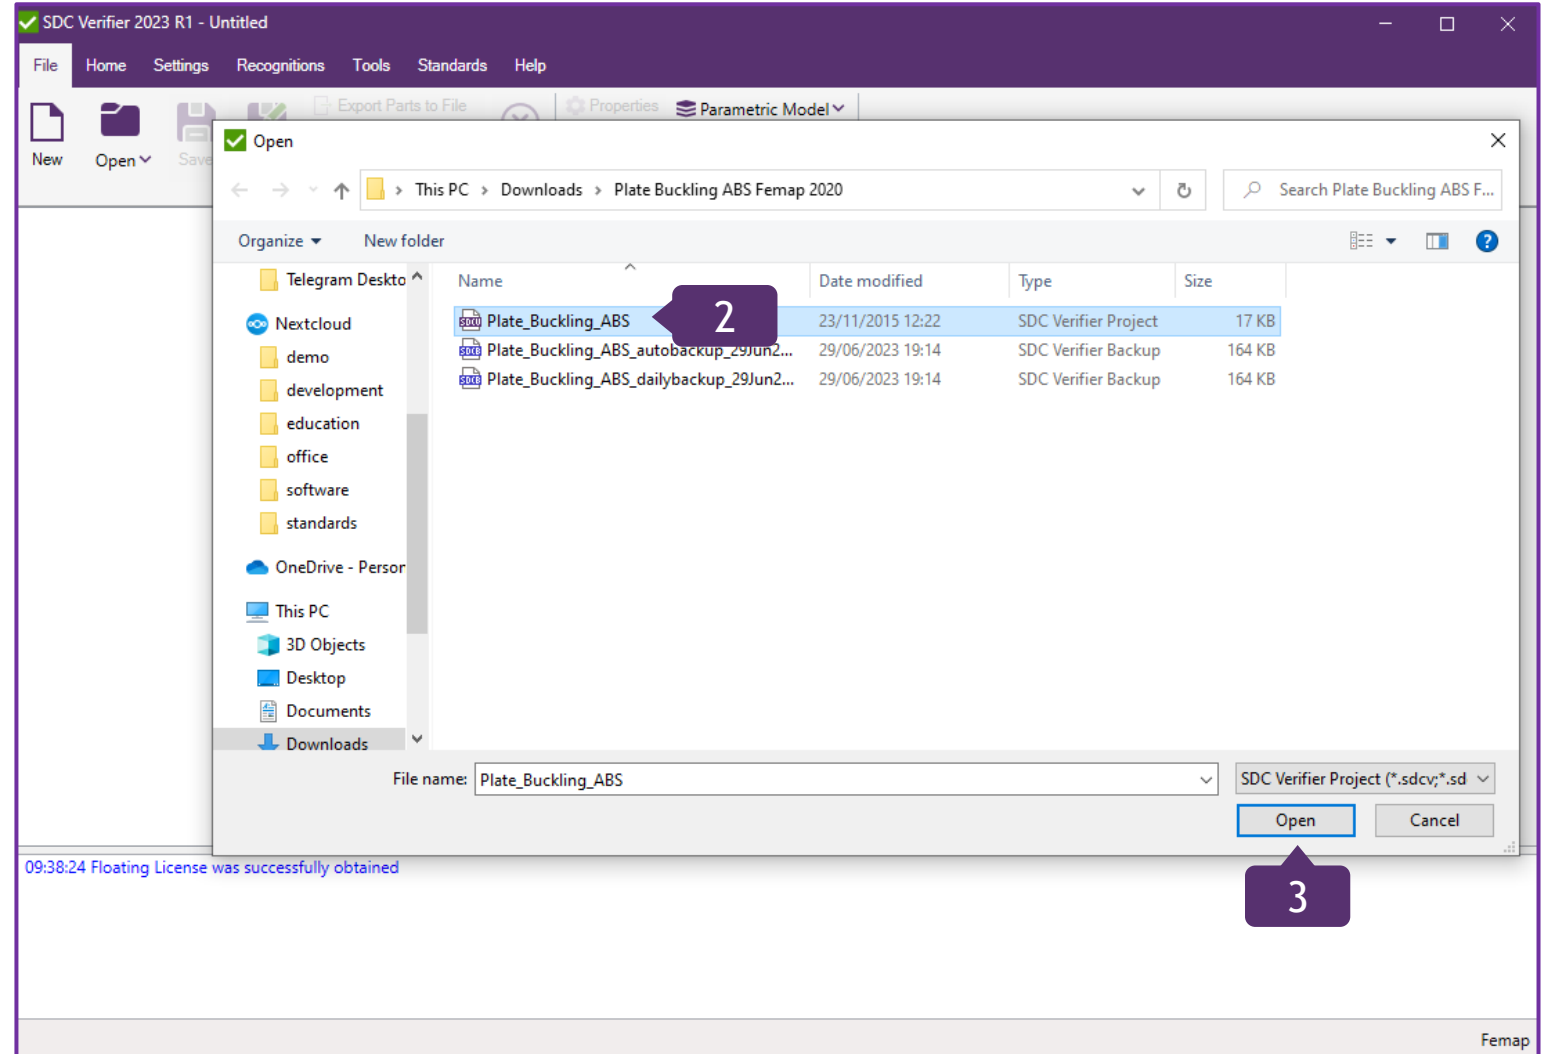 SDC Verifier 2023 R1 - Untitled
File Home Settings Recognitions Tools Standards Help
Export Parts to File Properties Parametric Model
New Open Save
Open
This PC > Downloads > Plate Buckling ABS Femap 2020 Search Plate Buckling ABS F...
Organize New folder
Name Date modified Type Size
Telegram Deskto
Nextcloud
demo
development
education
office
software
standards
OneDrive - Person
This PC
3D Objects
Desktop
Documents
Downloads
Plate_Buckling_ABS 23/11/2015 12:22 SDC Verifier Project 17 KB
2
Plate_Buckling_ABS_autobackup_29Jun2... 29/06/2023 19:14 SDC Verifier Backup 164 KB
Plate_Buckling_ABS_dailybackup_29Jun2... 29/06/2023 19:14 SDC Verifier Backup 164 KB
File name: Plate_Buckling_ABS SDC Verifier Project (*.sdcv;*.sd
Open Cancel
3
09:38:24 Floating License was successfully obtained
Femap